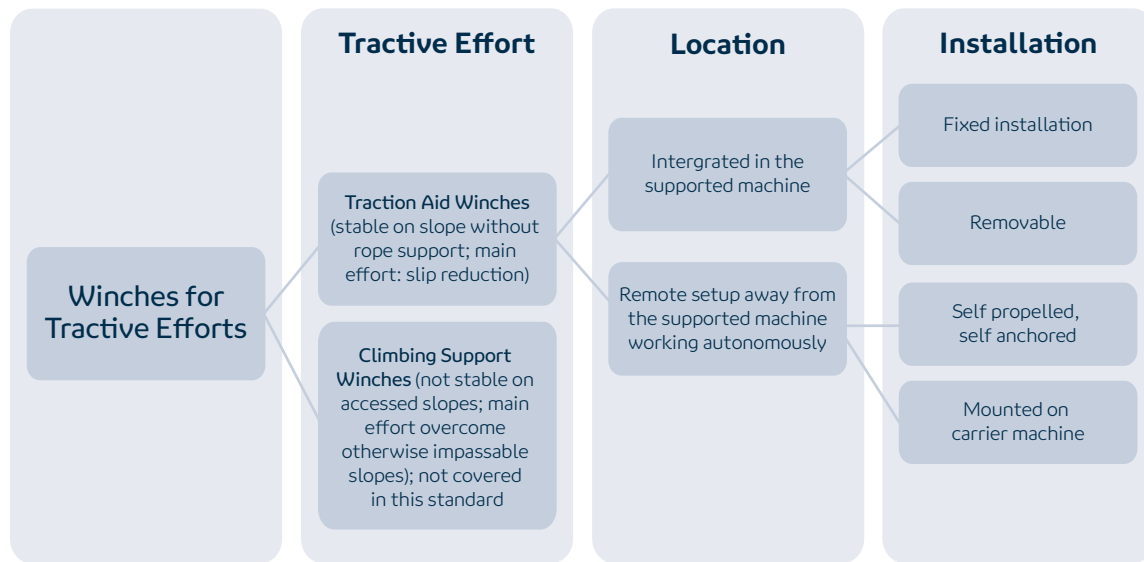 Winches for
Tractive Efforts
Tractive Effort
Traction Aid Winches
(stable on slope without
rope support; main
effort: slip reduction)
Climbing Support
Winches (not stable on
accessed slopes; main
effort overcome
otherwise impassable
slopes); not covered
in this standard
Location
Intergrated in the
supported machine
Remote setup away from
the supported machine
working autonomously
Installation
Fixed installation
Removable
Self propelled,
self anchored
Mounted on
carrier machine